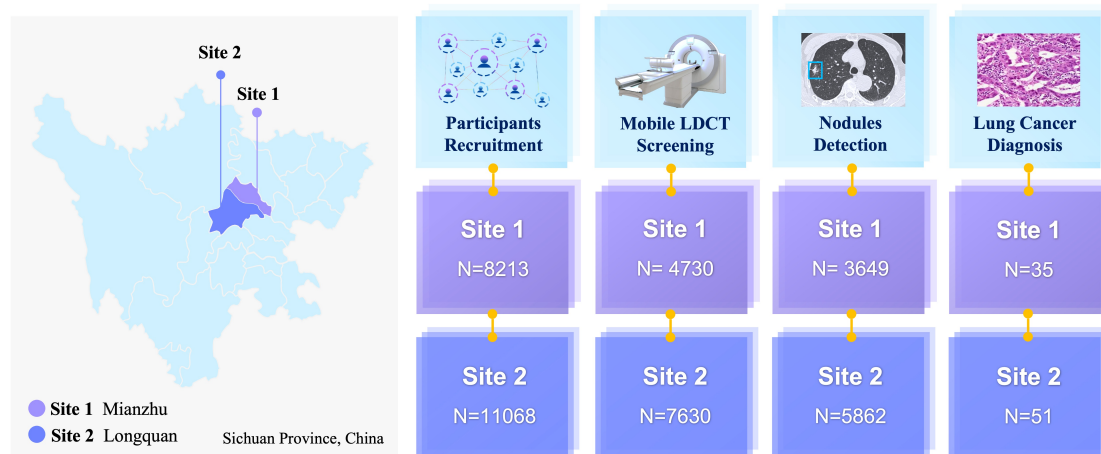 Site 2
Site 1
Site 1 Mianzhu
Site 2 Longquan
Sichuan Province, China
Participants
Recruitment
Mobile LDCT
Screening
Nodules
Detection
Lung Cancer
Diagnosis
Site 1
N=8213
Site 1
N= 4730
Site 1
N= 3649
Site 1
N=35
Site 2
N=11068
Site 2
N=7630
Site 2
N=5862
Site 2
N=51